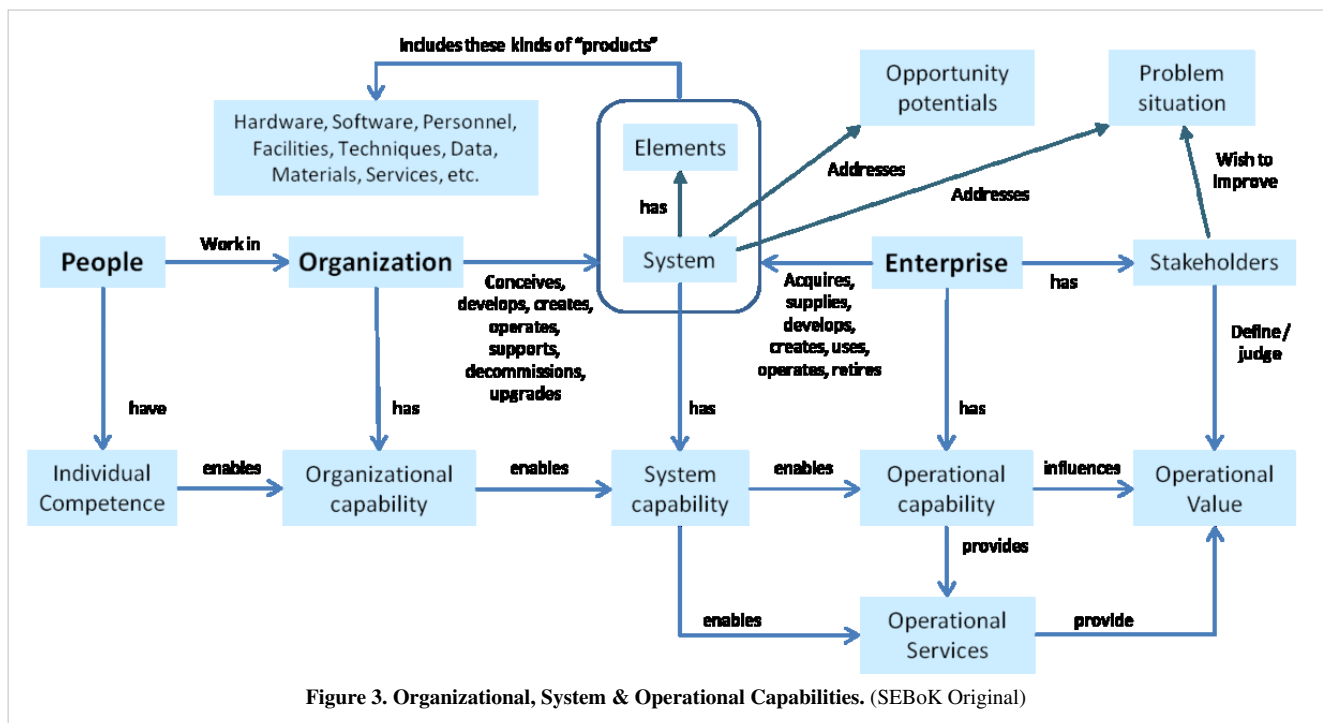 Includes these kinds of “products”
Hardware, Software, Personnel,
Facilities, Techniques, Data,
Materials, Services, etc.
Elements
has
System
Opportunity
potentials
Problem
situation
Addresses
Addresses
Wish to
Improve
People
Work in
Organization
Conceives,
develops, creates,
operates,
supports,
decommissions,
upgrades
Acquires,
supplies,
develops,
creates, uses,
operates, retires
Enterprise
has
Stakeholders
Define /
judge
have
has
has
has
Individual
Competence
enables
Organizational
capability
enables
System
capability
enables
Operational
capability
influences
Operational
Value
provides
enables
Operational
Services
provide
Figure 3. Organizational, System & Operational Capabilities. (SEBoK Original)